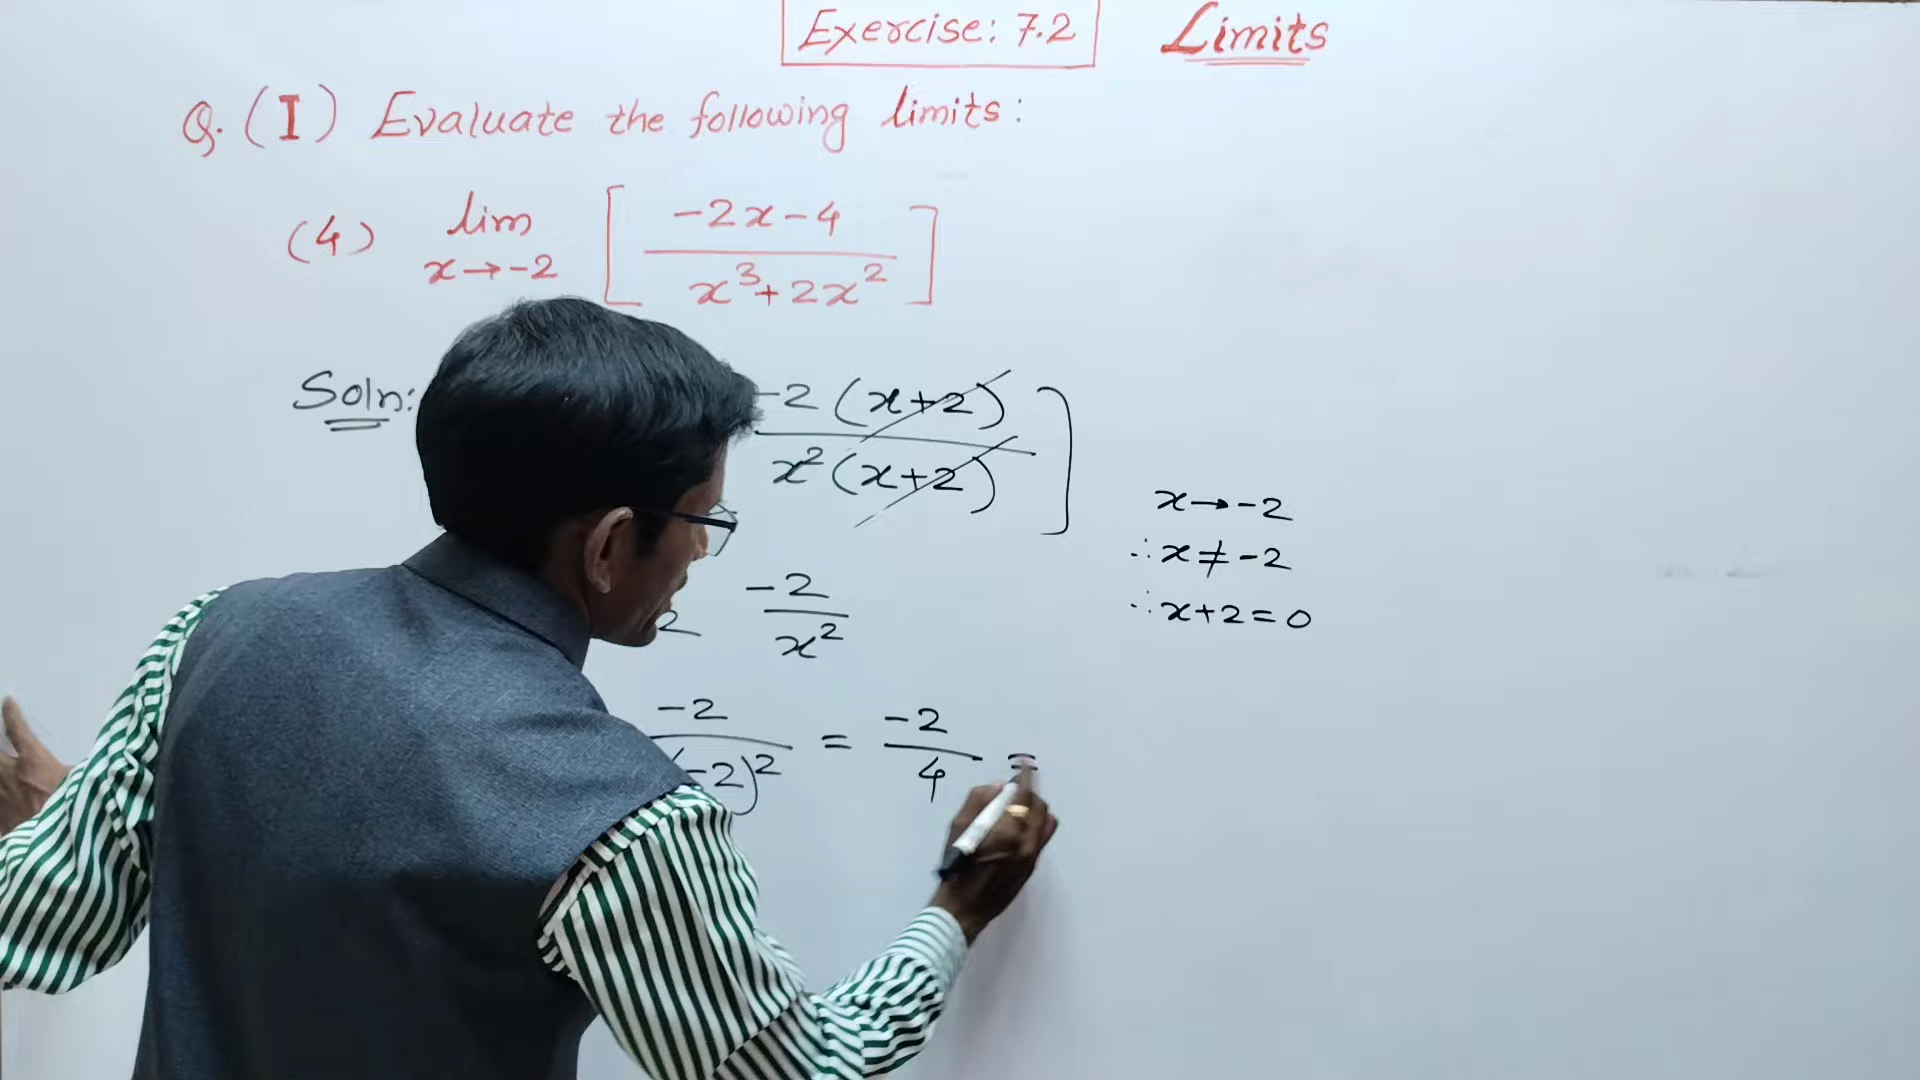 Exercise: 7.2 Limits
Q. (I) Evaluate the following limits:
(4) lim x→-2 [ -2x-4 / x³+2x² ]
Soln: -2 (x+2) / x² (x+2) ]
x→-2
∴ x ≠ -2
∴ x+2 = 0
2 -2 / x²
-2 / (-2)² = -2 / 4 =